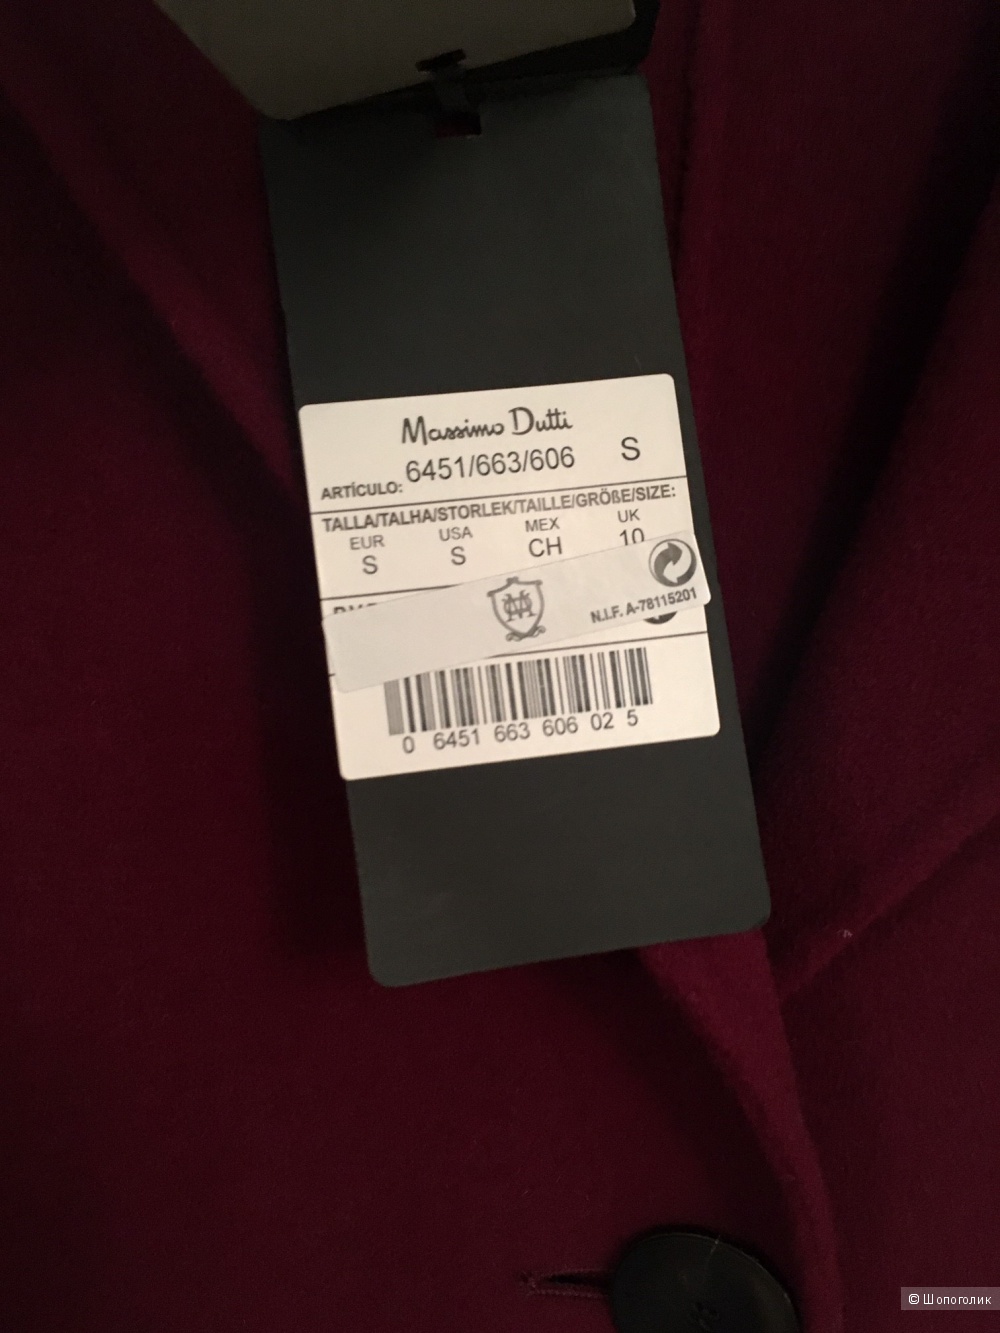 Massimo Dutti
ARTÍCULO: 6451/663/606 S
TALLA/TALHA/STORLEK/TAILLE/GRÖßE/SIZE:
EUR USA MEX UK
S S CH 10
N.I.F. A-78115201
0 6451 663 606 02 5
© Шопоголик